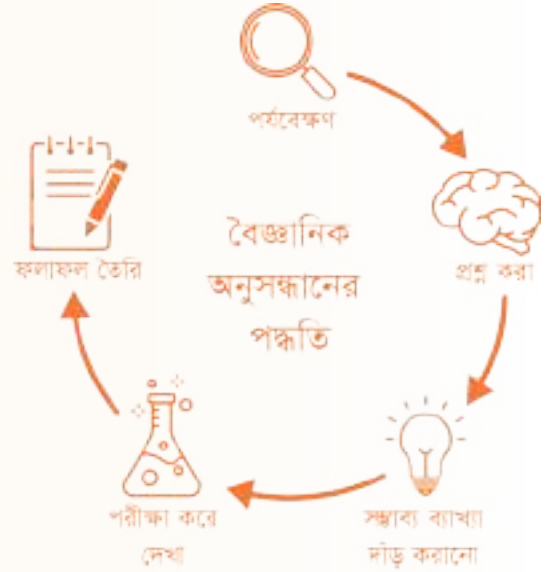 পর্যবেক্ষণ
প্রশ্ন করা
সম্ভাব্য ব্যাখ্যা
দাঁড় করানো
পরীক্ষা করে
দেখা
ফলাফল তৈরি
বৈজ্ঞানিক
অনুসন্ধানের
পদ্ধতি